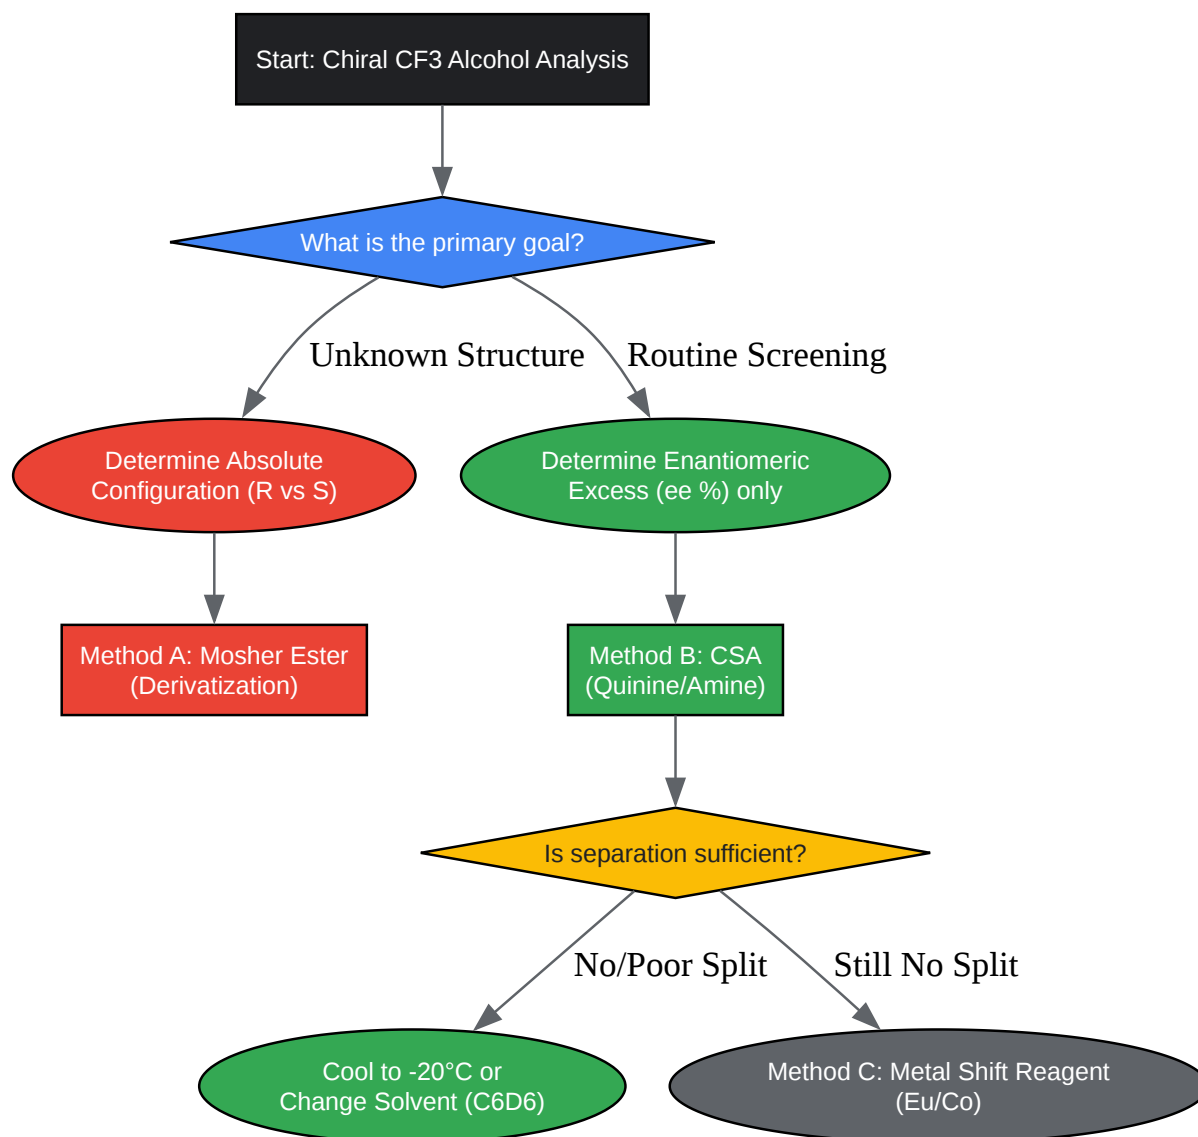 Start: Chiral CF3 Alcohol Analysis
What is the primary goal?
Unknown Structure
Routine Screening
Determine Absolute
Configuration (R vs S)
Determine Enantiomeric
Excess (ee %) only
Method A: Mosher Ester
(Derivatization)
Method B: CSA
(Quinine/Amine)
Is separation sufficient?
No/Poor Split
Still No Split
Cool to -20°C or
Change Solvent (C6D6)
Method C: Metal Shift Reagent
(Eu/Co)